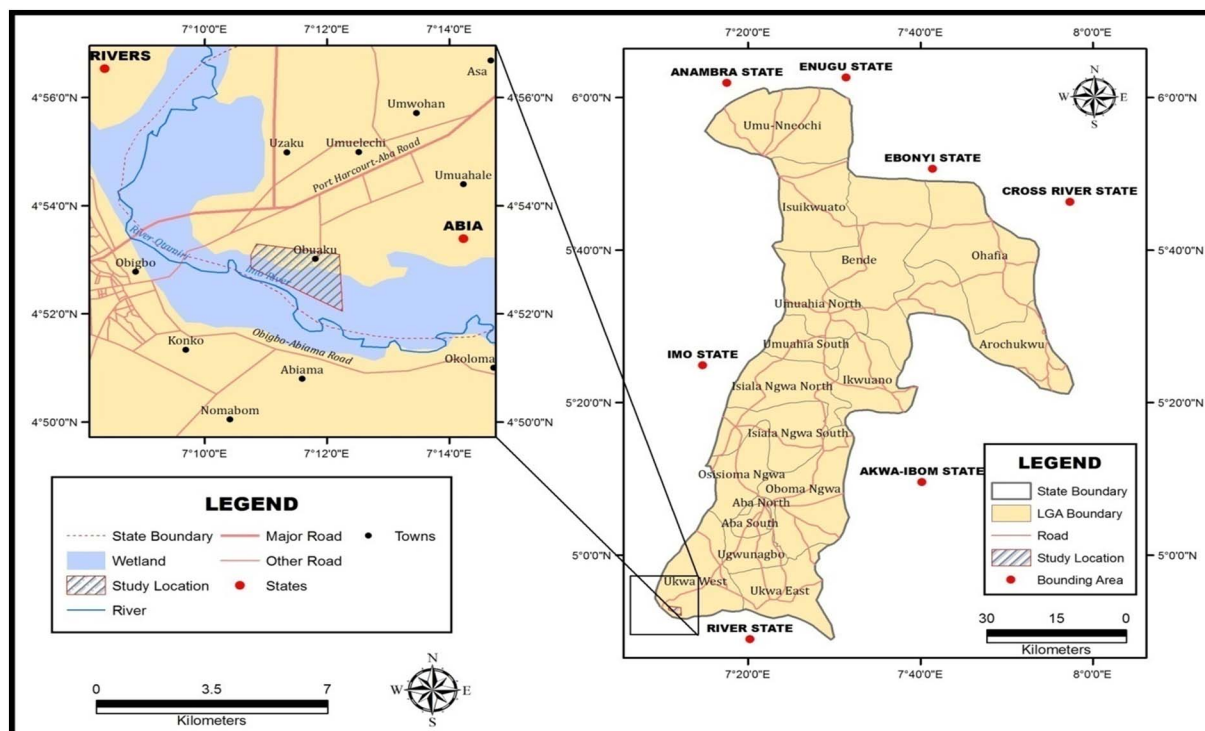 7°10'0"E 7°12'0"E 7°14'0"E
RIVERS
Asa
4°56'0"N 4°56'0"N
Umwohan
Uzaku Umuelechi
Port Harcourt-Aba Road
Umuahale
4°54'0"N 4°54'0"N
ABIA
Obuaku
Obigbo
Imo River
4°52'0"N 4°52'0"N
Konko
Obigbo-Abiama Road
Okoloma
Abiama
Nomabom
4°50'0"N 4°50'0"N
7°10'0"E 7°12'0"E 7°14'0"E
LEGEND
State Boundary Major Road Towns
Wetland Other Road
Study Location States
River
N
W E
S
0 3.5 7
Kilometers
7°20'0"E 7°40'0"E 8°0'0"E
ENUGU STATE
ANAMBRA STATE
N
W E
S
6°0'0"N 6°0'0"N
Umu-Nneochi
EBONYI STATE
CROSS RIVER STATE
Isuikwuato
5°40'0"N 5°40'0"N
Bende
Ohafia
Umuahia North
Umuahia South
Arochukwu
IMO STATE
Ikwuano
Isiala Ngwa North
5°20'0"N 5°20'0"N
Isiala Ngwa South
Osisioma Ngwa
AKWA-IBOM STATE
Oboma Ngwa
Aba North
Aba South
Ugwunagbo
5°0'0"N 5°0'0"N
Ukwa West
Ukwa East
RIVER STATE
LEGEND
State Boundary
LGA Boundary
Road
Study Location
Bounding Area
30 15 0
Kilometers
7°20'0"E 7°40'0"E 8°0'0"E